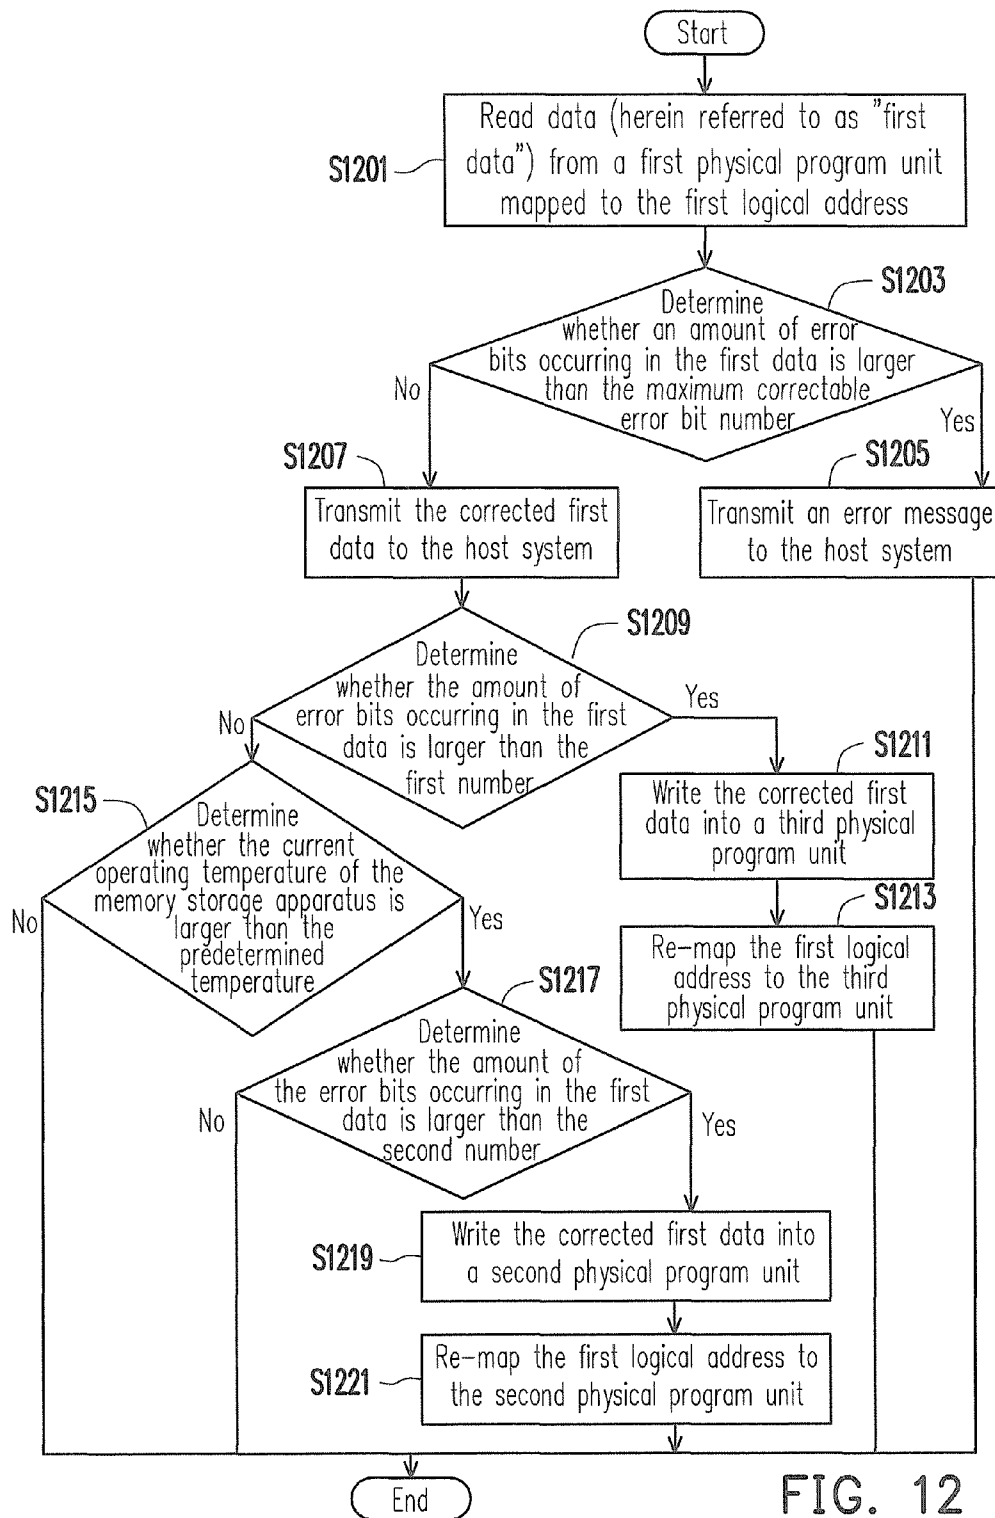 Start
Read data (herein referred to as "first
data") from a first physical program unit
mapped to the first logical address
S1201
S1203
Determine
whether an amount of error
bits occurring in the first data is larger
than the maximum correctable
error bit number
No
Yes
S1207
S1205
Transmit the corrected first
data to the host system
Transmit an error message
to the host system
S1209
Determine
whether the amount of
error bits occurring in the first
data is larger than the
first number
No
Yes
S1211
Write the corrected first
data into a third physical
program unit
S1215
Determine
whether the current
operating temperature of the
memory storage apparatus is
larger than the
predetermined
temperature
No
Yes
S1213
Re-map the first logical
address to the third
physical program unit
S1217
Determine
whether the amount of
the error bits occurring in the first
data is larger than the
second number
No
Yes
S1219
Write the corrected first data into
a second physical program unit
S1221
Re-map the first logical address to
the second physical program unit
End
FIG. 12